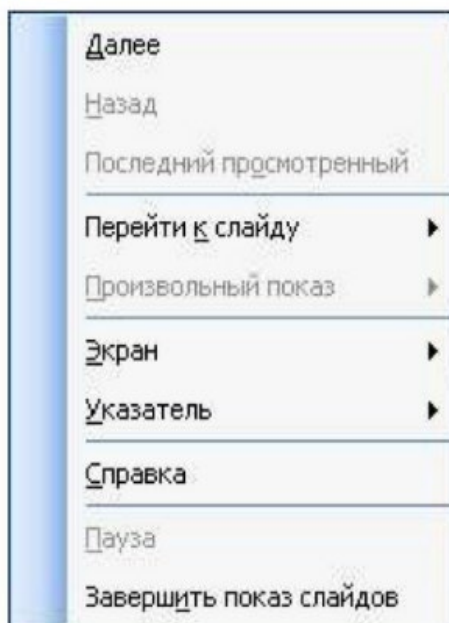 Далее
Назад
Последний просмотренный
Перейти к слайду
Произвольный показ
Экран
Указатель
Справка
Пауза
Завершить показ слайдов